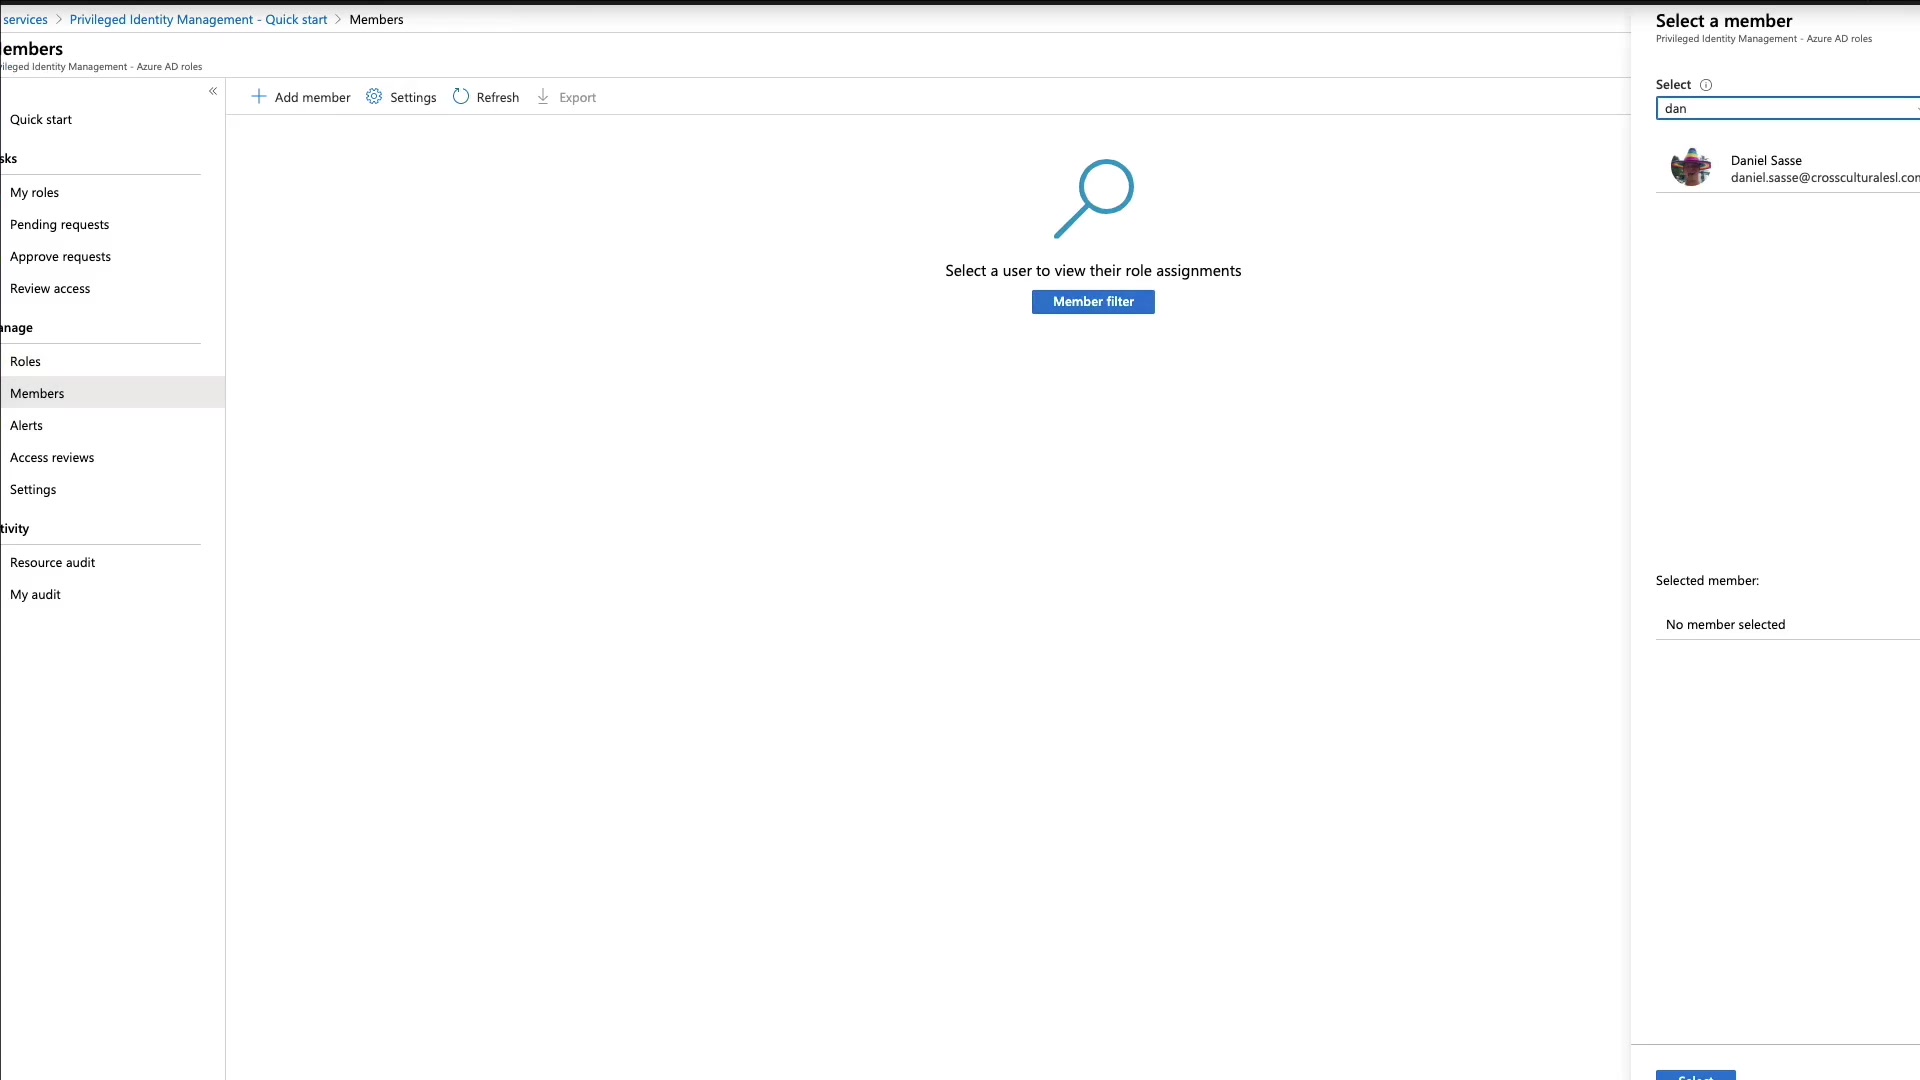 services > Privileged Identity Management - Quick start > Members
embers
ileged Identity Management - Azure AD roles
«
Quick start
sks
My roles
Pending requests
Approve requests
Review access
anage
Roles
Members
Alerts
Access reviews
Settings
tivity
Resource audit
My audit
Add member
Settings
Refresh
Export
Select a user to view their role assignments
Member filter
Select a member
Privileged Identity Management - Azure AD roles
Select
dan
Daniel Sasse
daniel.sasse@crossculturalesl.com
Selected member:
No member selected
Select